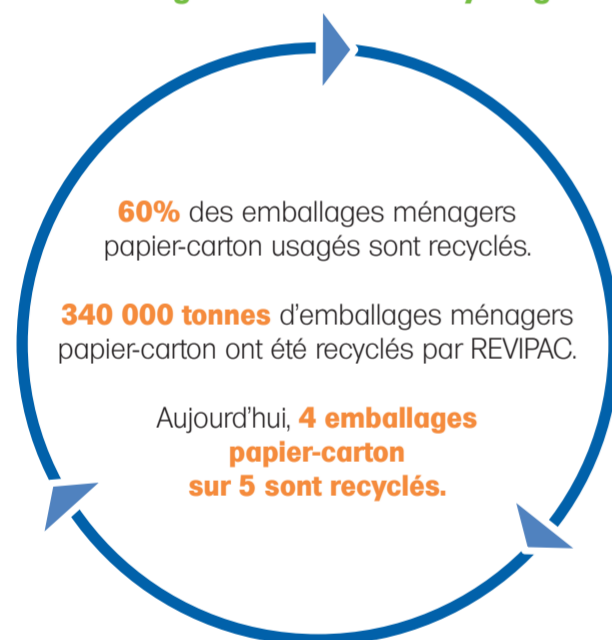 60% des emballages ménagers
papier-carton usagés sont recyclés.
340 000 tonnes d'emballages ménagers
papier-carton ont été recyclés par REVIPAC.
Aujourd'hui, 4 emballages
papier-carton
sur 5 sont recyclés.